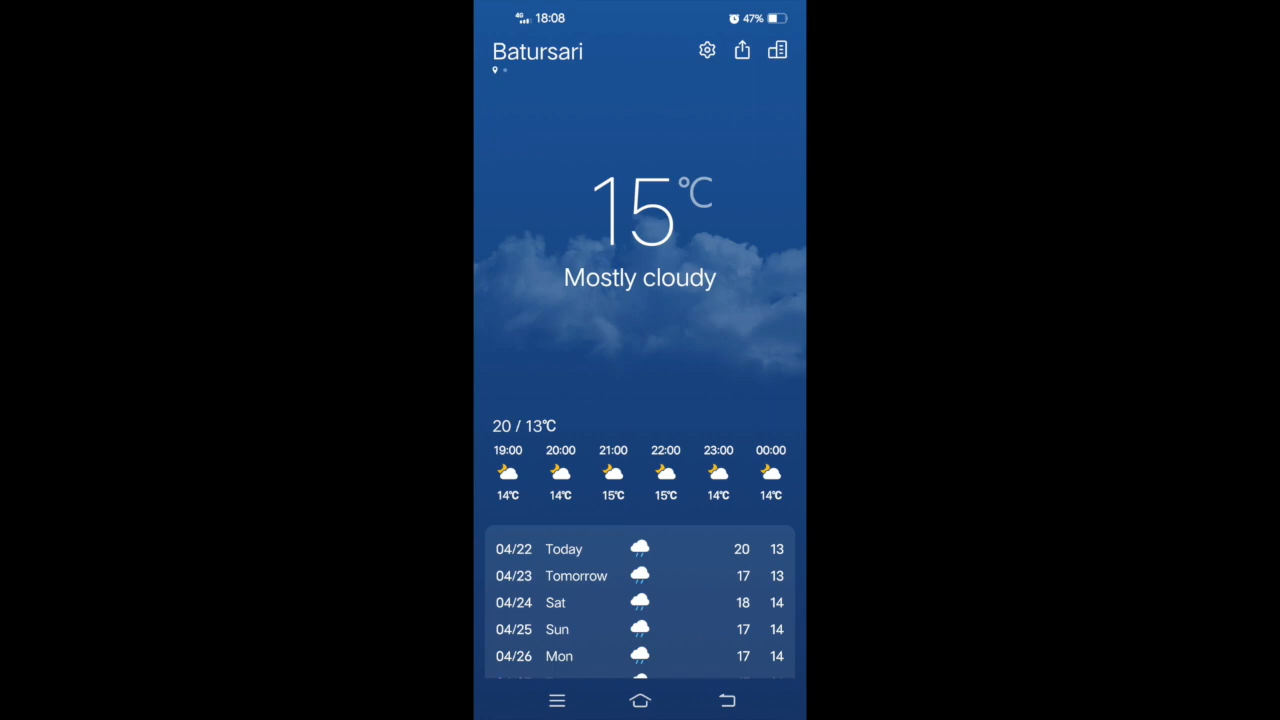 4G 18:08 47%
Batursari
15℃
Mostly cloudy
20 / 13℃
19:00 20:00 21:00 22:00 23:00 00:00
14℃ 14℃ 15℃ 15℃ 14℃ 14℃
04/22 Today 20 13
04/23 Tomorrow 17 13
04/24 Sat 18 14
04/25 Sun 17 14
04/26 Mon 17 14